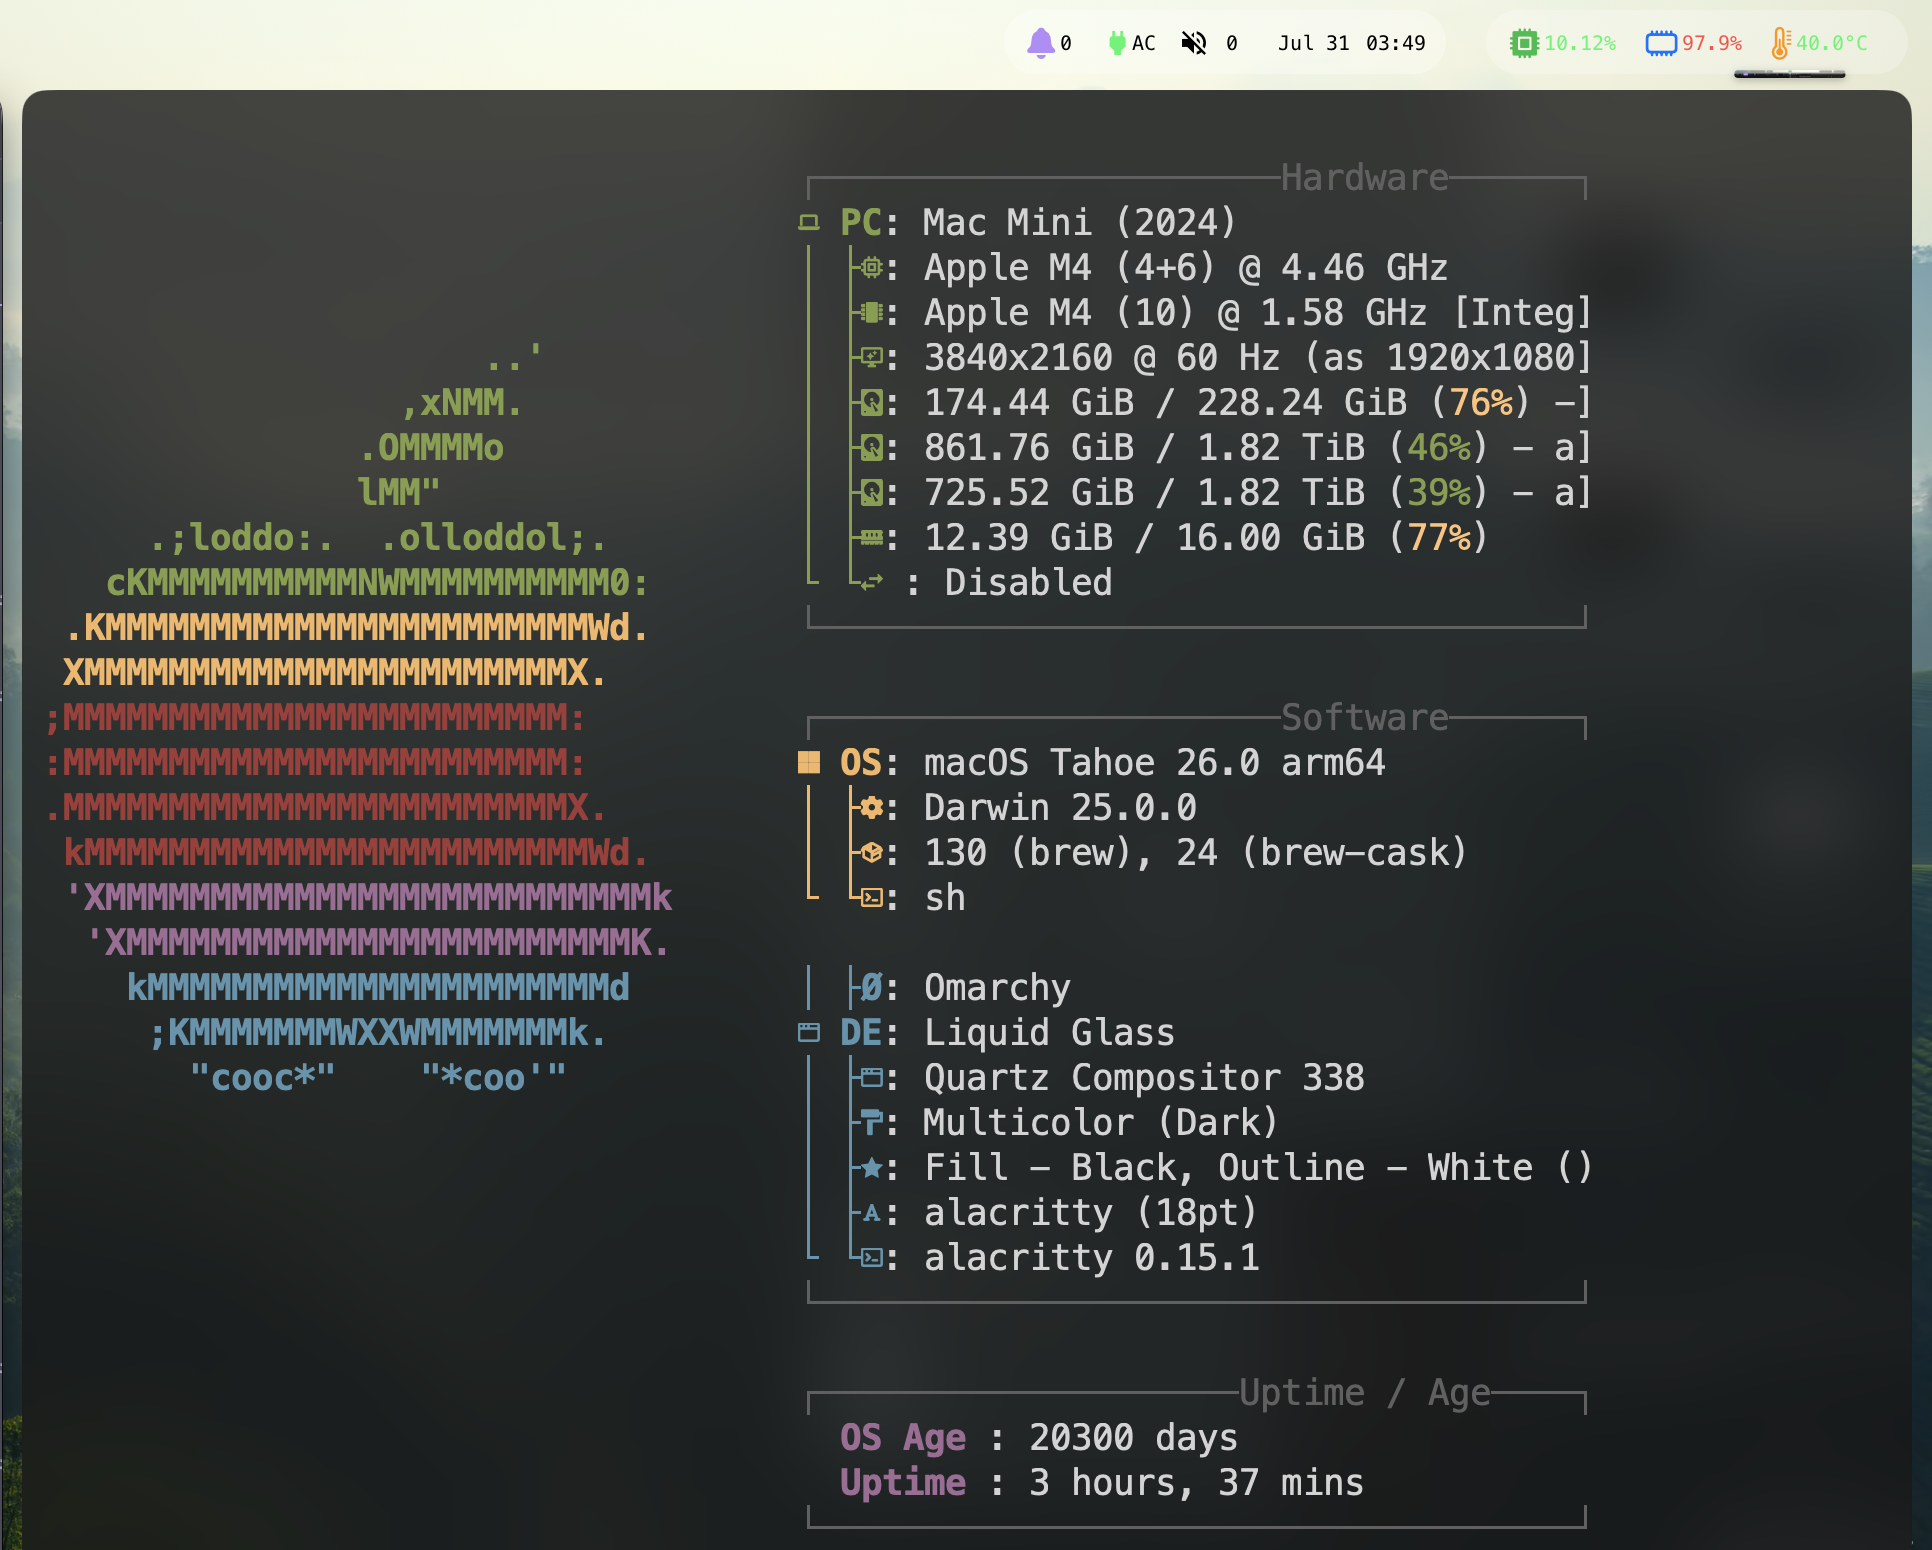 0 AC 0 Jul 31 03:49 10.12% 97.9% 40.0°C
Hardware
PC: Mac Mini (2024)
: Apple M4 (4+6) @ 4.46 GHz
: Apple M4 (10) @ 1.58 GHz [Integ]
: 3840x2160 @ 60 Hz (as 1920x1080]
: 174.44 GiB / 228.24 GiB (76%) -]
: 861.76 GiB / 1.82 TiB (46%) - a]
: 725.52 GiB / 1.82 TiB (39%) - a]
: 12.39 GiB / 16.00 GiB (77%)
: Disabled
..'
,xNMM.
.OMMMMo
lMM"
.;loddo:.  .olloddol;.
cKMMMMMMMMMMNWMMMMMMMMMM0:
.KMMMMMMMMMMMMMMMMMMMMMMMWd.
XMMMMMMMMMMMMMMMMMMMMMMMX.
;MMMMMMMMMMMMMMMMMMMMMMMM:
:MMMMMMMMMMMMMMMMMMMMMMMM:
.MMMMMMMMMMMMMMMMMMMMMMMMX.
kMMMMMMMMMMMMMMMMMMMMMMMMWd.
'XMMMMMMMMMMMMMMMMMMMMMMMMMMk
'XMMMMMMMMMMMMMMMMMMMMMMMMK.
kMMMMMMMMMMMMMMMMMMMMMMd
;KMMMMMMMWXXWMMMMMMMk.
"cooc*"    "*coo'"
Software
OS: macOS Tahoe 26.0 arm64
: Darwin 25.0.0
: 130 (brew), 24 (brew-cask)
: sh
Ø: Omarchy
DE: Liquid Glass
: Quartz Compositor 338
: Multicolor (Dark)
: Fill - Black, Outline - White ()
: alacritty (18pt)
: alacritty 0.15.1
Uptime / Age
OS Age : 20300 days
Uptime : 3 hours, 37 mins